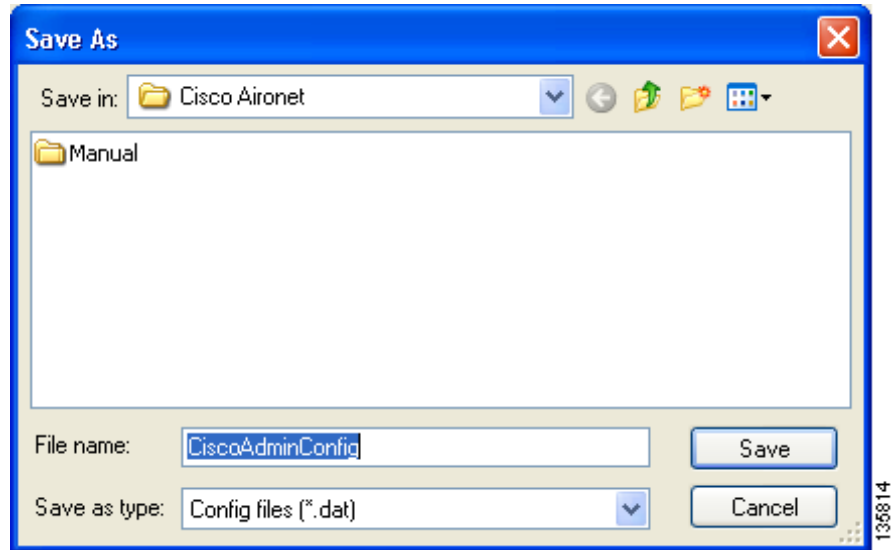 Save As
Save in: Cisco Aironet
Manual
File name: CiscoAdminConfig Save
Save as type: Config files (*.dat) Cancel
135814